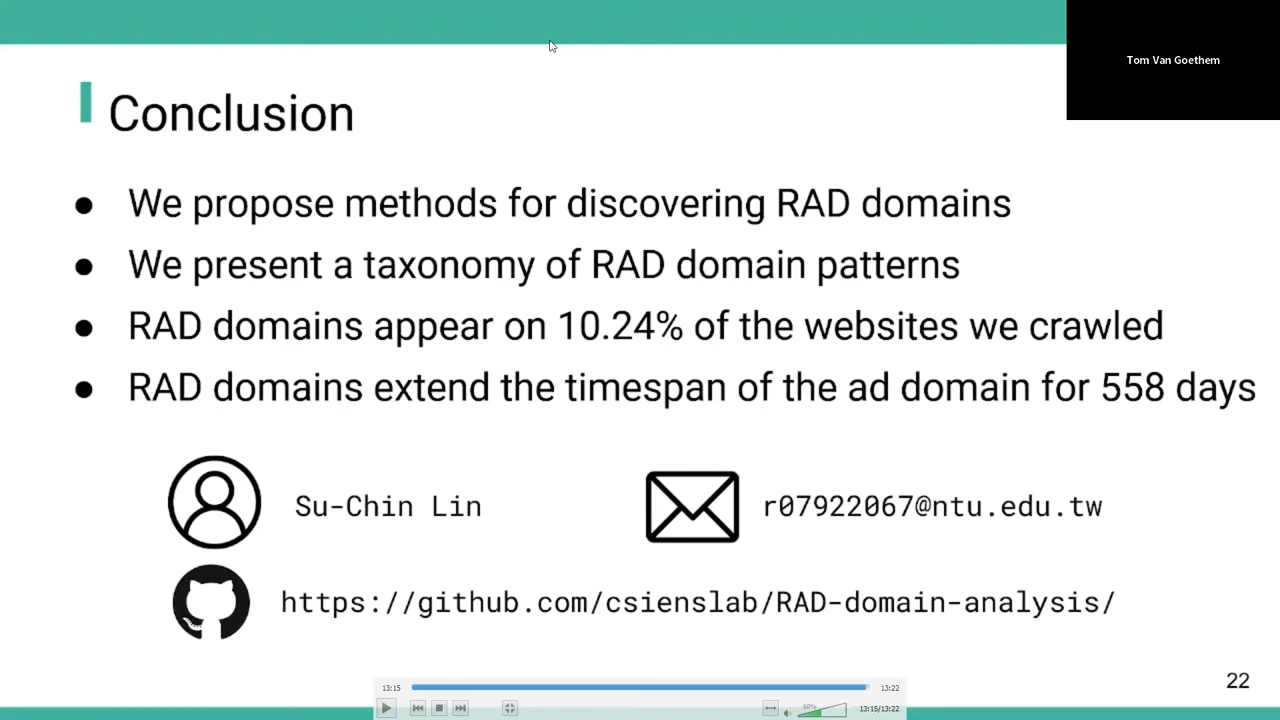 Tom Van Goethem
Conclusion
● We propose methods for discovering RAD domains
● We present a taxonomy of RAD domain patterns
● RAD domains appear on 10.24% of the websites we crawled
● RAD domains extend the timespan of the ad domain for 558 days
Su-Chin Lin
r07922067@ntu.edu.tw
https://github.com/csienslab/RAD-domain-analysis/
22
13:15
13:22
60%
13:15/13:22